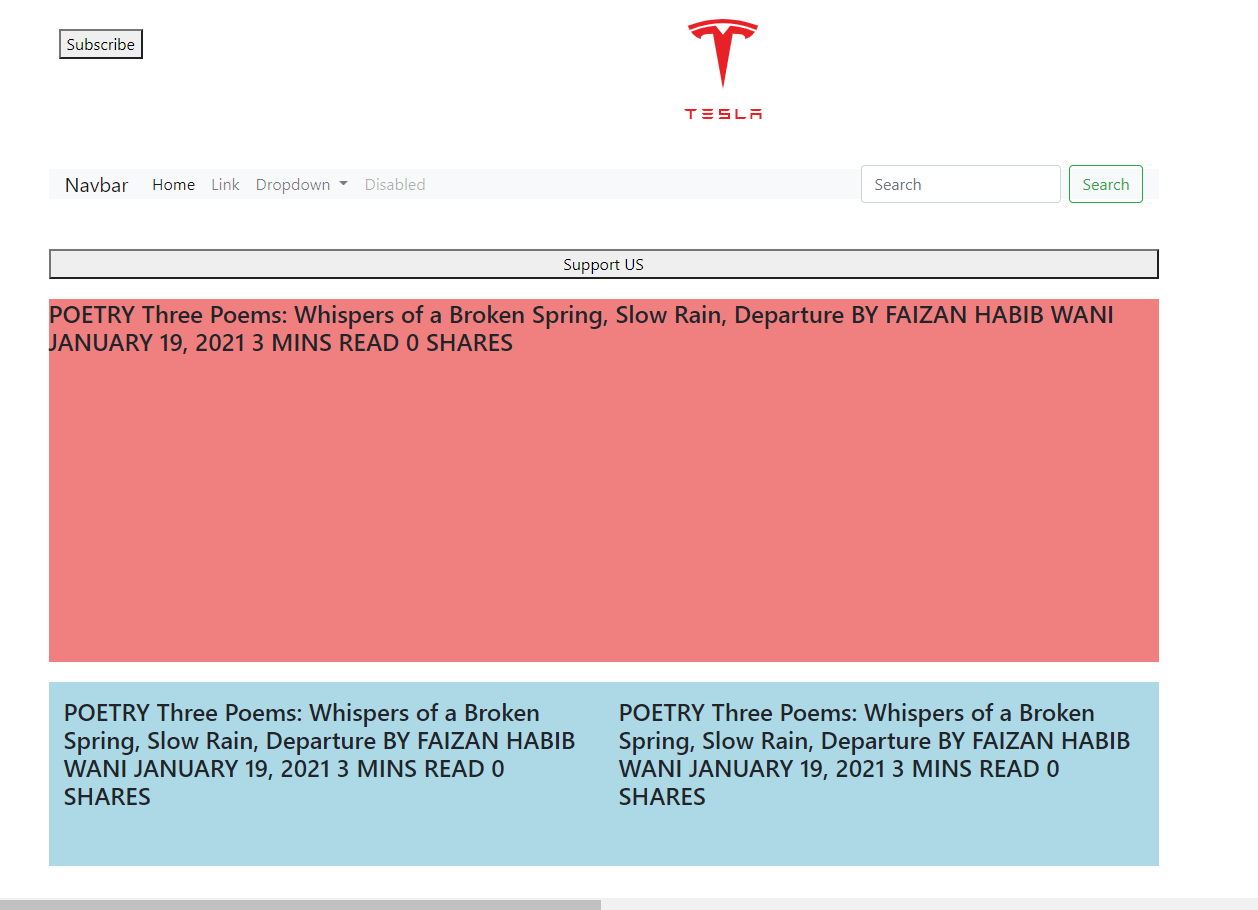 Subscribe
TESLA
Navbar Home Link Dropdown Disabled Search Search
Support US
POETRY Three Poems: Whispers of a Broken Spring, Slow Rain, Departure BY FAIZAN HABIB WANI
JANUARY 19, 2021 3 MINS READ 0 SHARES
POETRY Three Poems: Whispers of a Broken
Spring, Slow Rain, Departure BY FAIZAN HABIB
WANI JANUARY 19, 2021 3 MINS READ 0
SHARES
POETRY Three Poems: Whispers of a Broken
Spring, Slow Rain, Departure BY FAIZAN HABIB
WANI JANUARY 19, 2021 3 MINS READ 0
SHARES